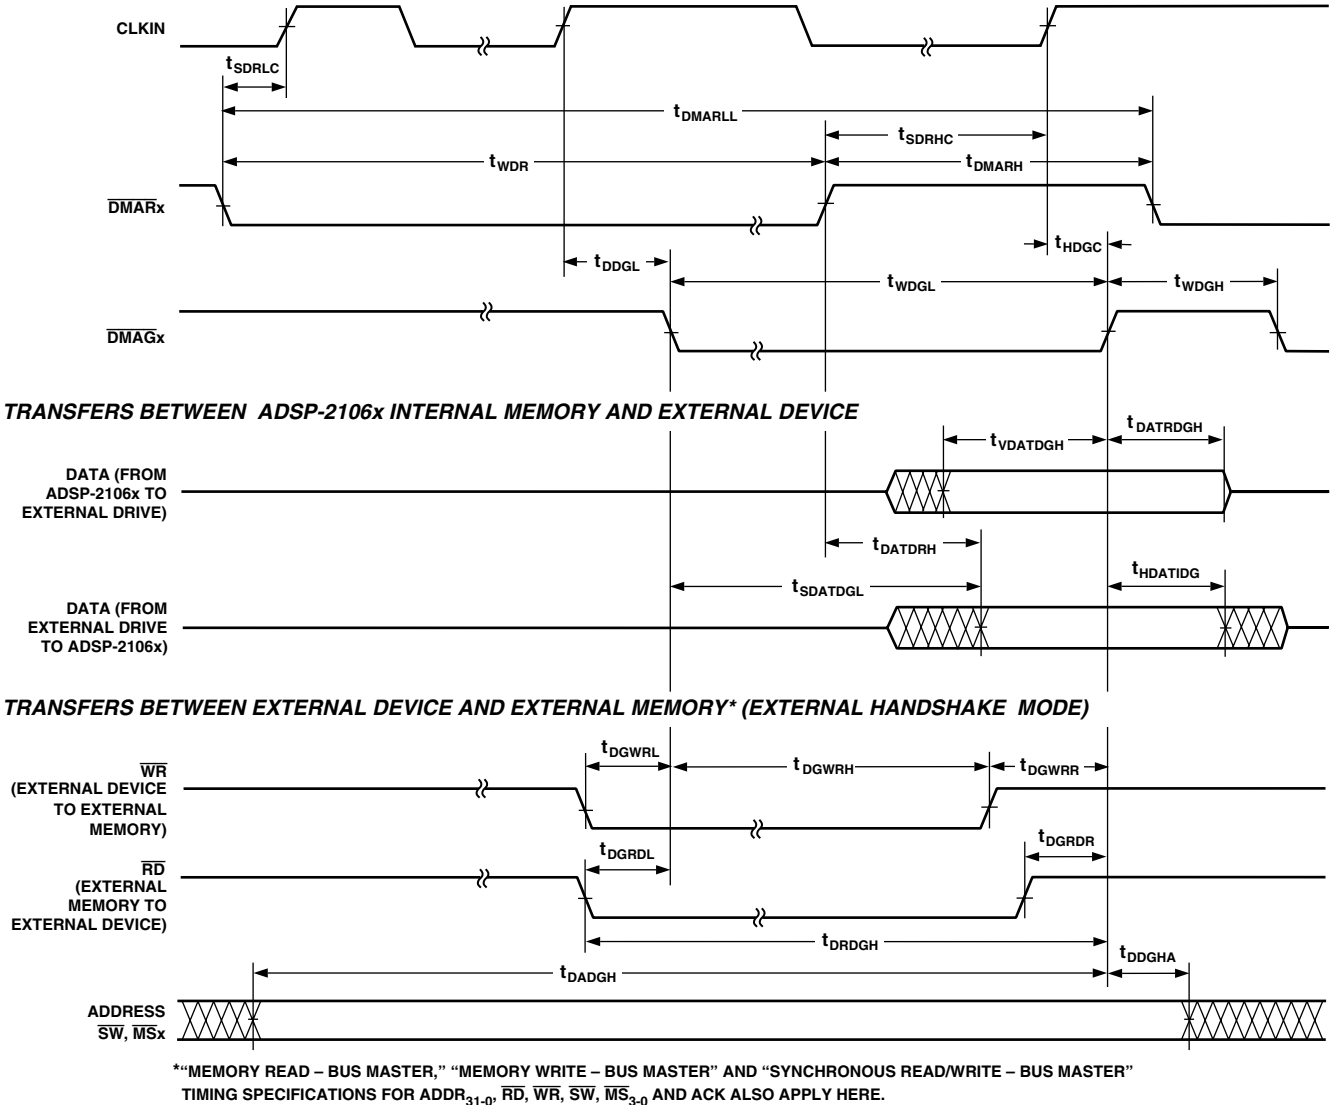 CLKIN
tSDRLC
tDMARLL
tSDRHC
tWDR
tDMARH
DMARx
tHDGC
tDDGL
tWDGL
tWDGH
DMAGx
TRANSFERS BETWEEN ADSP-2106x INTERNAL MEMORY AND EXTERNAL DEVICE
tDATRDGH
tVDATDGH
DATA (FROM
ADSP-2106x TO
EXTERNAL DRIVE)
tDATDRH
tHDATIDG
tSDATDGL
DATA (FROM
EXTERNAL DRIVE
TO ADSP-2106x)
TRANSFERS BETWEEN EXTERNAL DEVICE AND EXTERNAL MEMORY* (EXTERNAL HANDSHAKE MODE)
tDGWRL
tDGWRH
tDGWRR
WR
(EXTERNAL DEVICE
TO EXTERNAL
MEMORY)
tDGRDR
tDGRDL
RD
(EXTERNAL
MEMORY TO
EXTERNAL DEVICE)
tDRDGH
tDDGHA
tDADGH
ADDRESS
SW, MSx
*“MEMORY READ – BUS MASTER,” “MEMORY WRITE – BUS MASTER” AND “SYNCHRONOUS READ/WRITE – BUS MASTER”
TIMING SPECIFICATIONS FOR ADDR31-0, RD, WR, SW, MS3-0 AND ACK ALSO APPLY HERE.